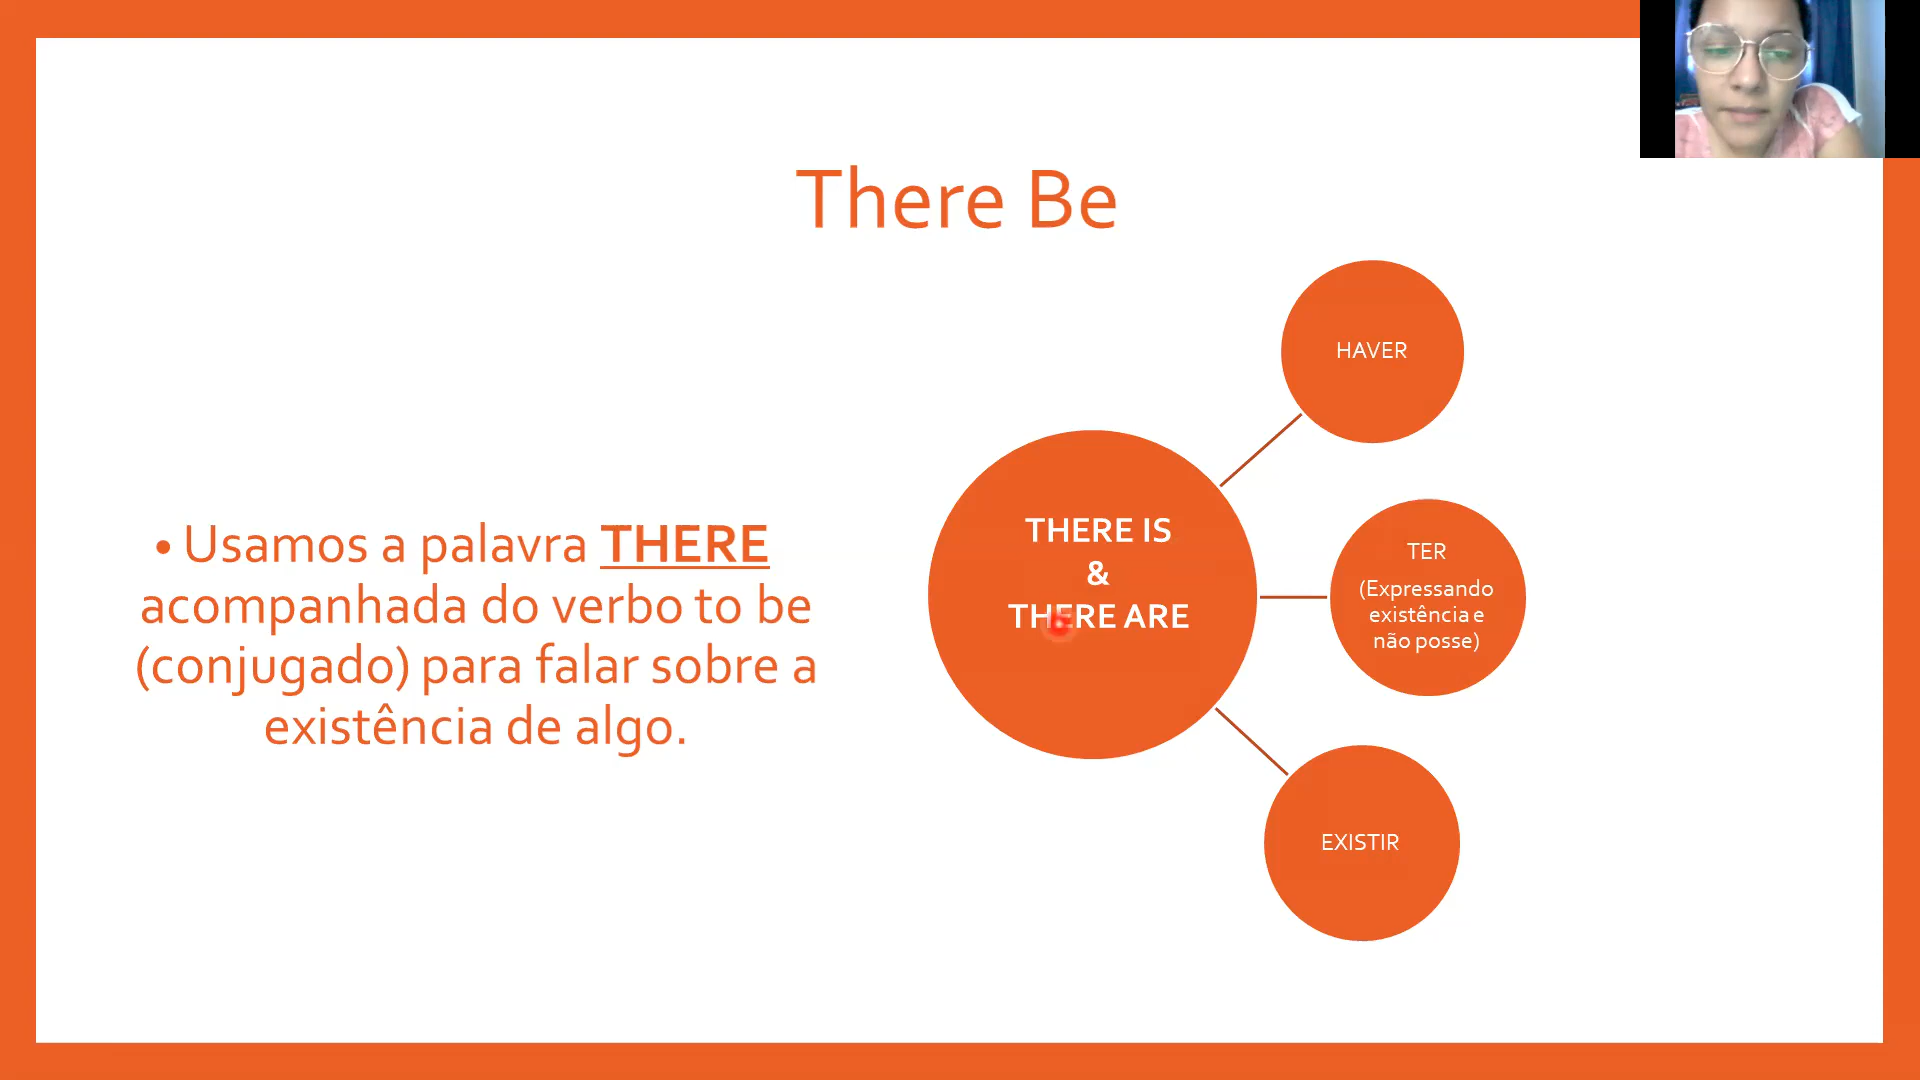 There Be
• Usamos a palavra THERE
acompanhada do verbo to be
(conjugado) para falar sobre a
existência de algo.
THERE IS
&
THERE ARE
HAVER
TER
(Expressando
existência e
não posse)
EXISTIR